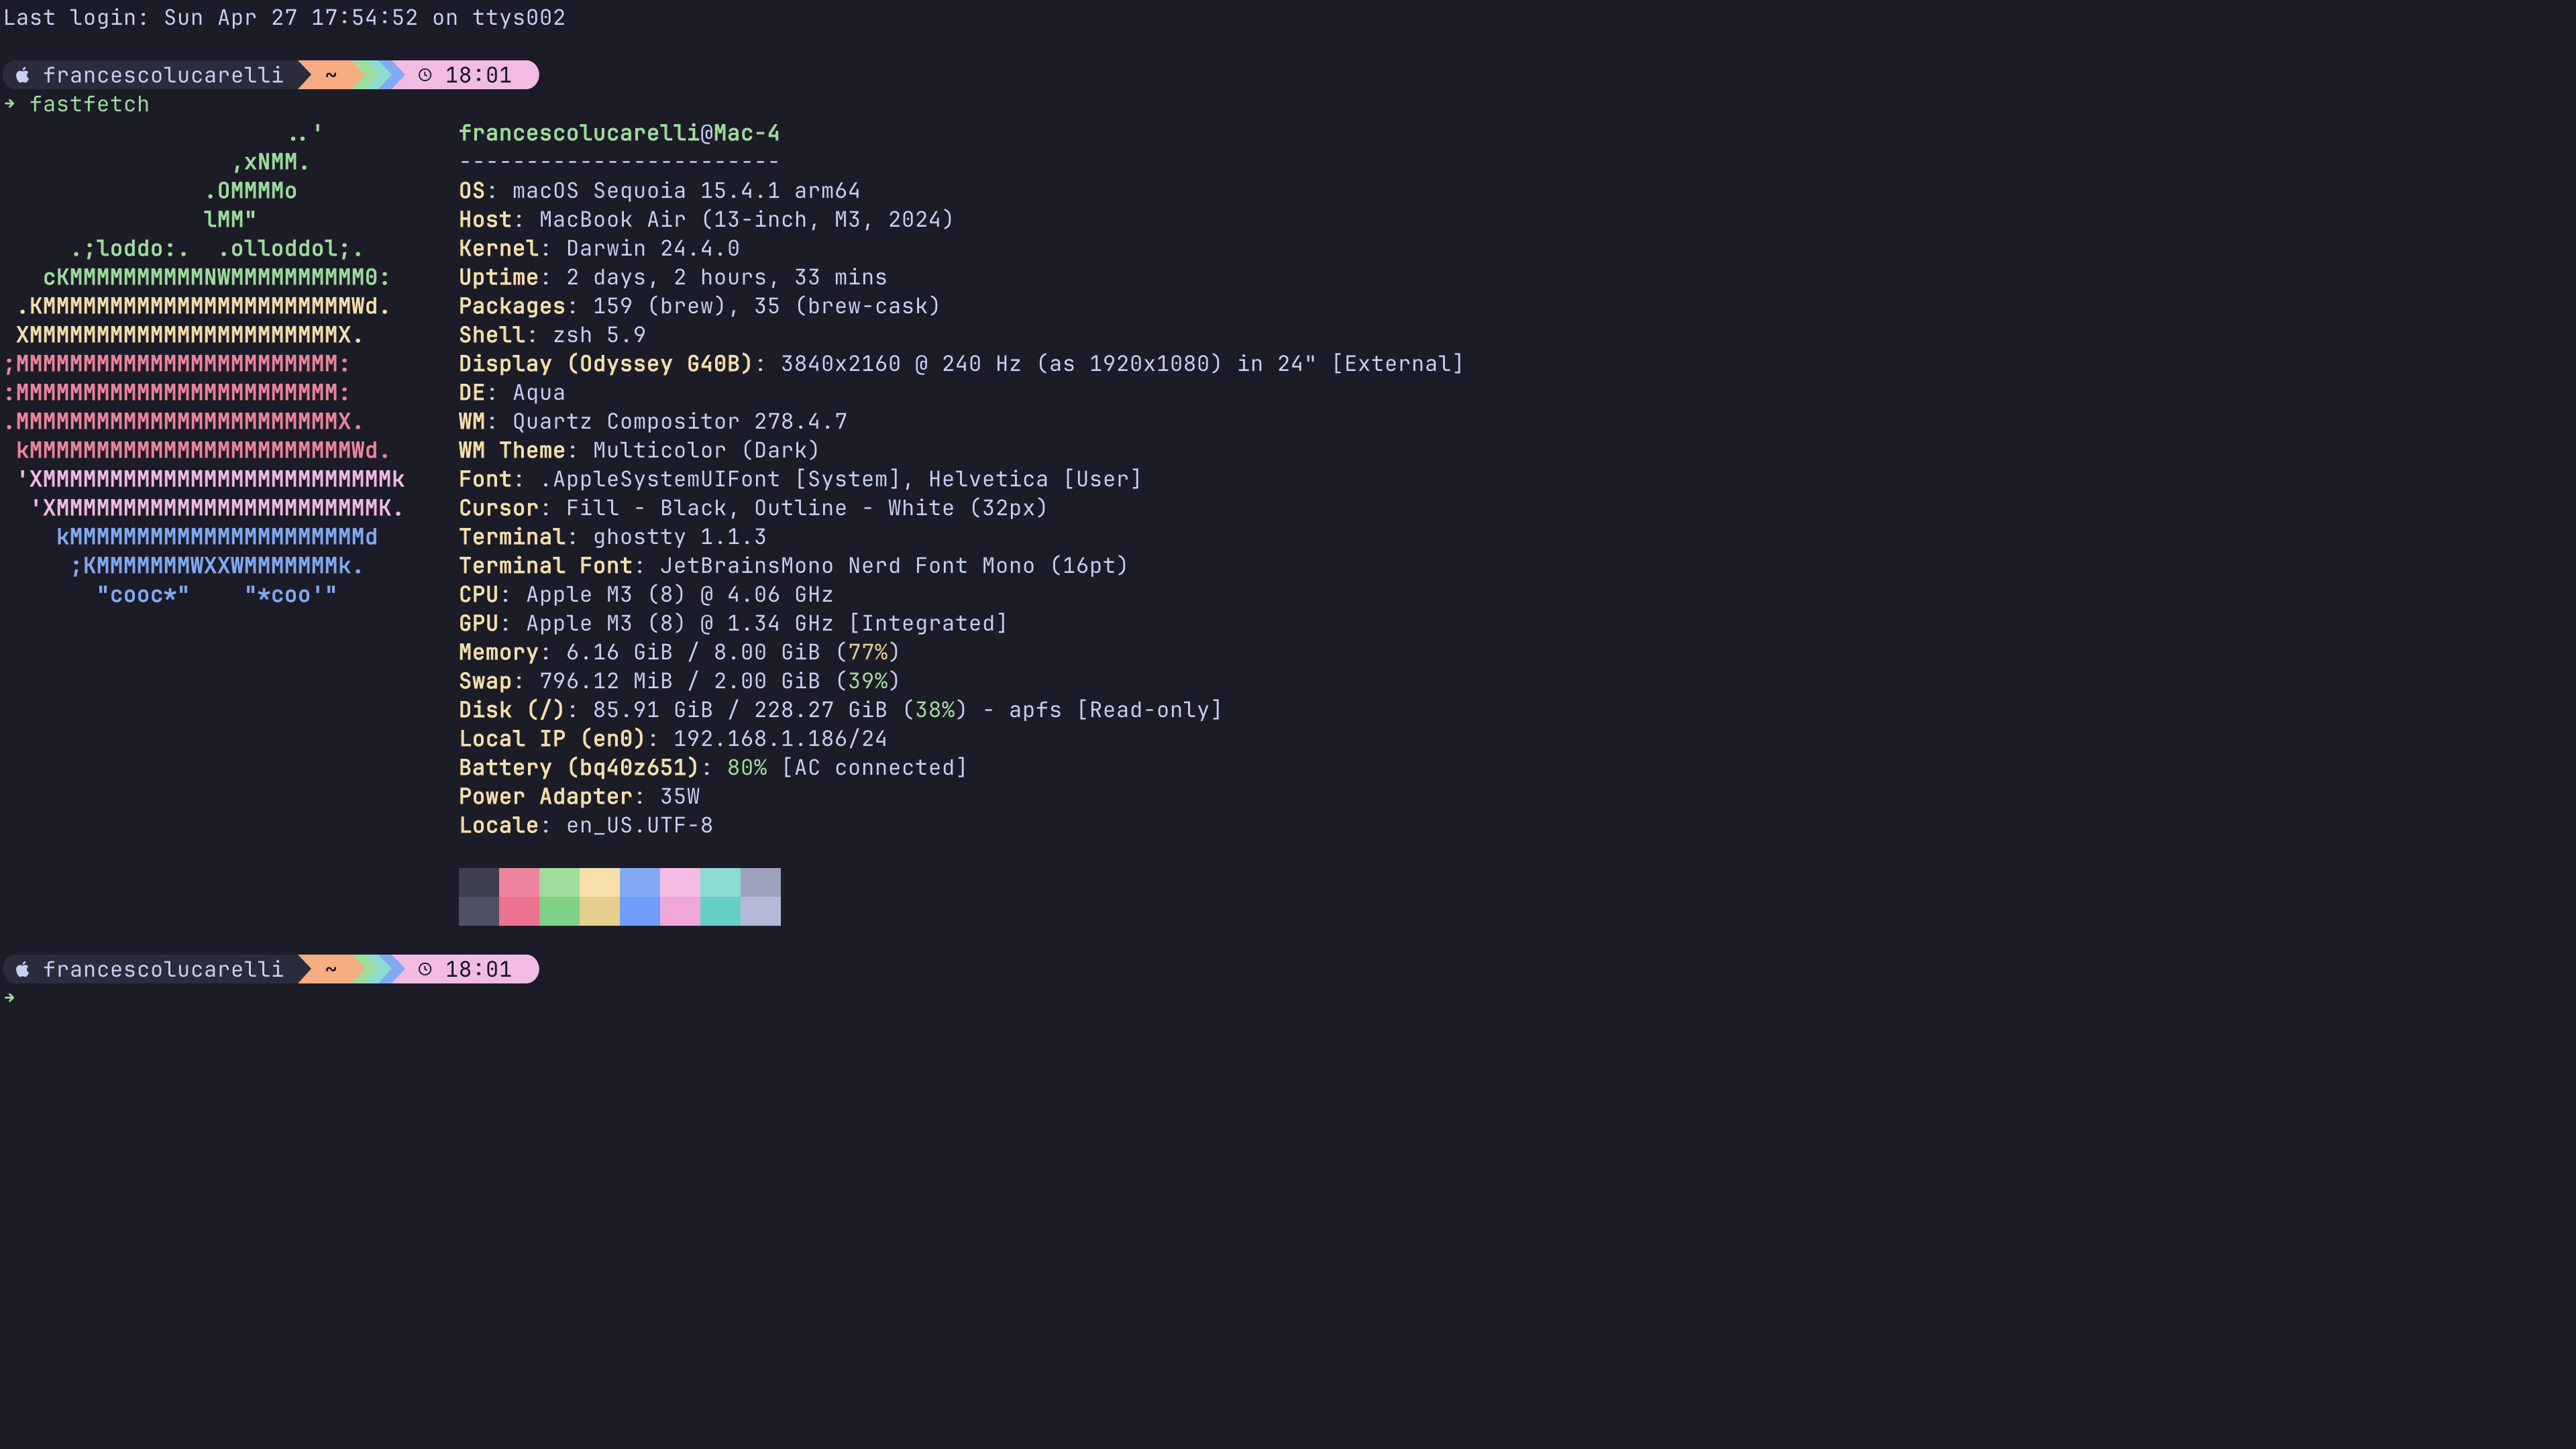 Last login: Sun Apr 27 17:54:52 on ttys002
francescolucarelli ~ 18:01
➜ fastfetch
..'
,xNMM.
.OMMMMo
lMM"
.;loddo:.  .olloddol;.
cKMMMMMMMMMMNWMMMMMMMMMM0:
.KMMMMMMMMMMMMMMMMMMMMMMMWd.
XMMMMMMMMMMMMMMMMMMMMMMMX.
;MMMMMMMMMMMMMMMMMMMMMMMM:
:MMMMMMMMMMMMMMMMMMMMMMMM:
.MMMMMMMMMMMMMMMMMMMMMMMMX.
kMMMMMMMMMMMMMMMMMMMMMMMMWd.
'XMMMMMMMMMMMMMMMMMMMMMMMMMMk
'XMMMMMMMMMMMMMMMMMMMMMMMMK.
kMMMMMMMMMMMMMMMMMMMMMMd
;KMMMMMMMWXXWMMMMMMMk.
"cooc*"    "*coo'"
francescolucarelli@Mac-4
------------------------
OS: macOS Sequoia 15.4.1 arm64
Host: MacBook Air (13-inch, M3, 2024)
Kernel: Darwin 24.4.0
Uptime: 2 days, 2 hours, 33 mins
Packages: 159 (brew), 35 (brew-cask)
Shell: zsh 5.9
Display (Odyssey G40B): 3840x2160 @ 240 Hz (as 1920x1080) in 24" [External]
DE: Aqua
WM: Quartz Compositor 278.4.7
WM Theme: Multicolor (Dark)
Font: .AppleSystemUIFont [System], Helvetica [User]
Cursor: Fill - Black, Outline - White (32px)
Terminal: ghostty 1.1.3
Terminal Font: JetBrainsMono Nerd Font Mono (16pt)
CPU: Apple M3 (8) @ 4.06 GHz
GPU: Apple M3 (8) @ 1.34 GHz [Integrated]
Memory: 6.16 GiB / 8.00 GiB (77%)
Swap: 796.12 MiB / 2.00 GiB (39%)
Disk (/): 85.91 GiB / 228.27 GiB (38%) - apfs [Read-only]
Local IP (en0): 192.168.1.186/24
Battery (bq40z651): 80% [AC connected]
Power Adapter: 35W
Locale: en_US.UTF-8
francescolucarelli ~ 18:01
➜